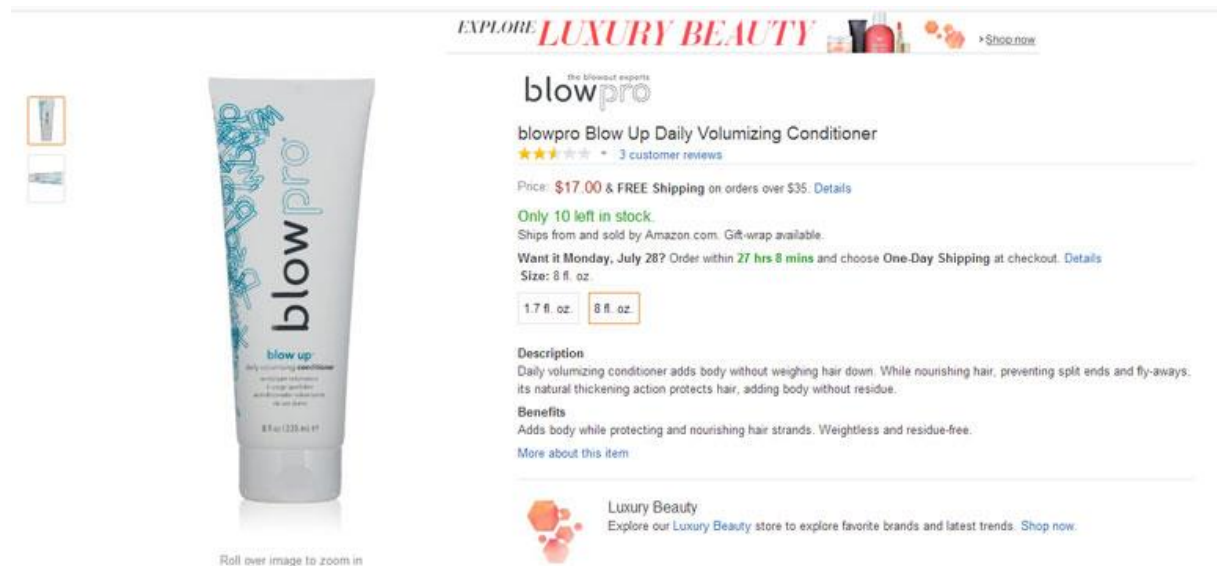 EXPLORE LUXURY BEAUTY >Shop now
the blowout experts
blowpro
blowpro Blow Up Daily Volumizing Conditioner
3 customer reviews
Price: $17.00 & FREE Shipping on orders over $35. Details
Only 10 left in stock.
Ships from and sold by Amazon.com. Gift-wrap available.
Want it Monday, July 28? Order within 27 hrs 8 mins and choose One-Day Shipping at checkout. Details
Size: 8 fl. oz.
1.7 fl. oz. 8 fl. oz.
Description
Daily volumizing conditioner adds body without weighing hair down. While nourishing hair, preventing split ends and fly-aways,
its natural thickening action protects hair, adding body without residue.
Benefits
Adds body while protecting and nourishing hair strands. Weightless and residue-free.
More about this item
Luxury Beauty
Explore our Luxury Beauty store to explore favorite brands and latest trends. Shop now.
blowpro
blow up
daily volumizing conditioner
Roll over image to zoom in